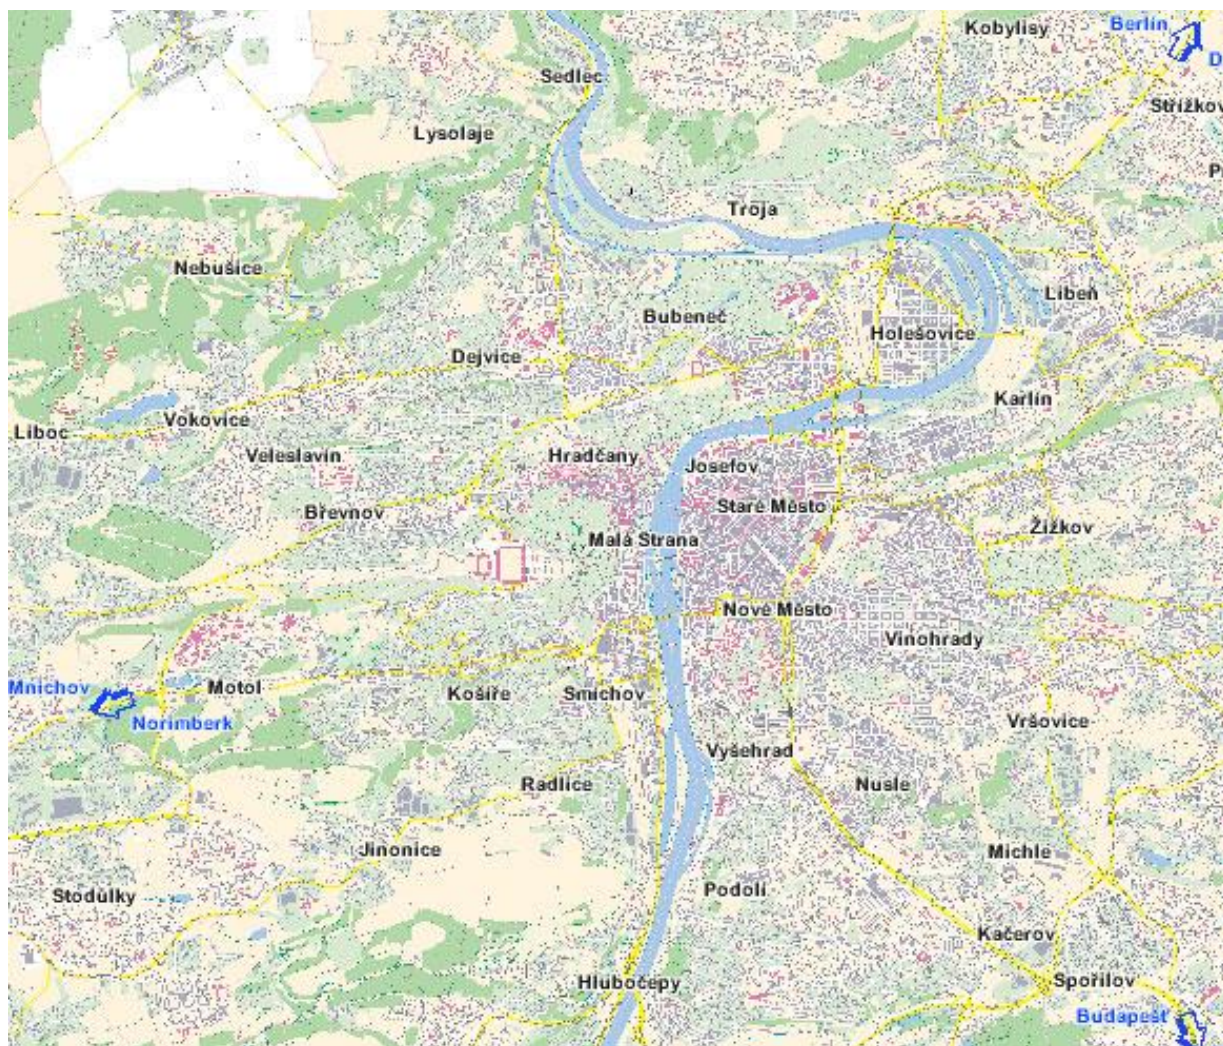 Kobylisy
Berlín
D
Sedlec
Střížkov
Lysolaje
Troja
Nebušice
Libeň
Bubeneč
Holešovice
Dejvice
Karlín
Vokovice
Liboc
Veleslavín
Hradčany
Josefov
Staré Město
Břevnov
Žižkov
Malá Strana
Nové Město
Vinohrady
Mnichov
Motol
Košíře
Smíchov
Norimberk
Vršovice
Vyšehrad
Radlice
Nusle
Jinonice
Michle
Stodůlky
Podolí
Kačerov
Hlubočepy
Spořilov
Budapešť